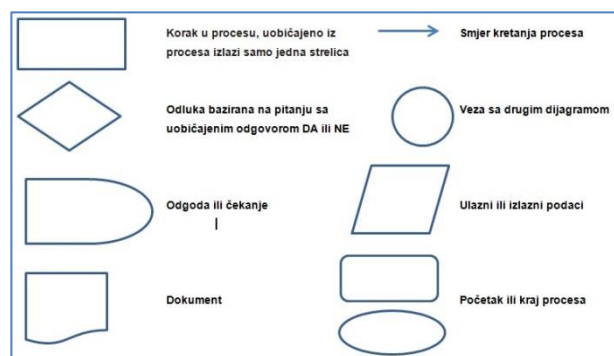 Korak u procesu, uobičajeno iz
procesa izlazi samo jedna strelica
Smjer kretanja procesa
Odluka bazirana na pitanju sa
uobičajenim odgovorom DA ili NE
Veza sa drugim dijagramom
Odgoda ili čekanje
Ulazni ili izlazni podaci
Dokument
Početak ili kraj procesa